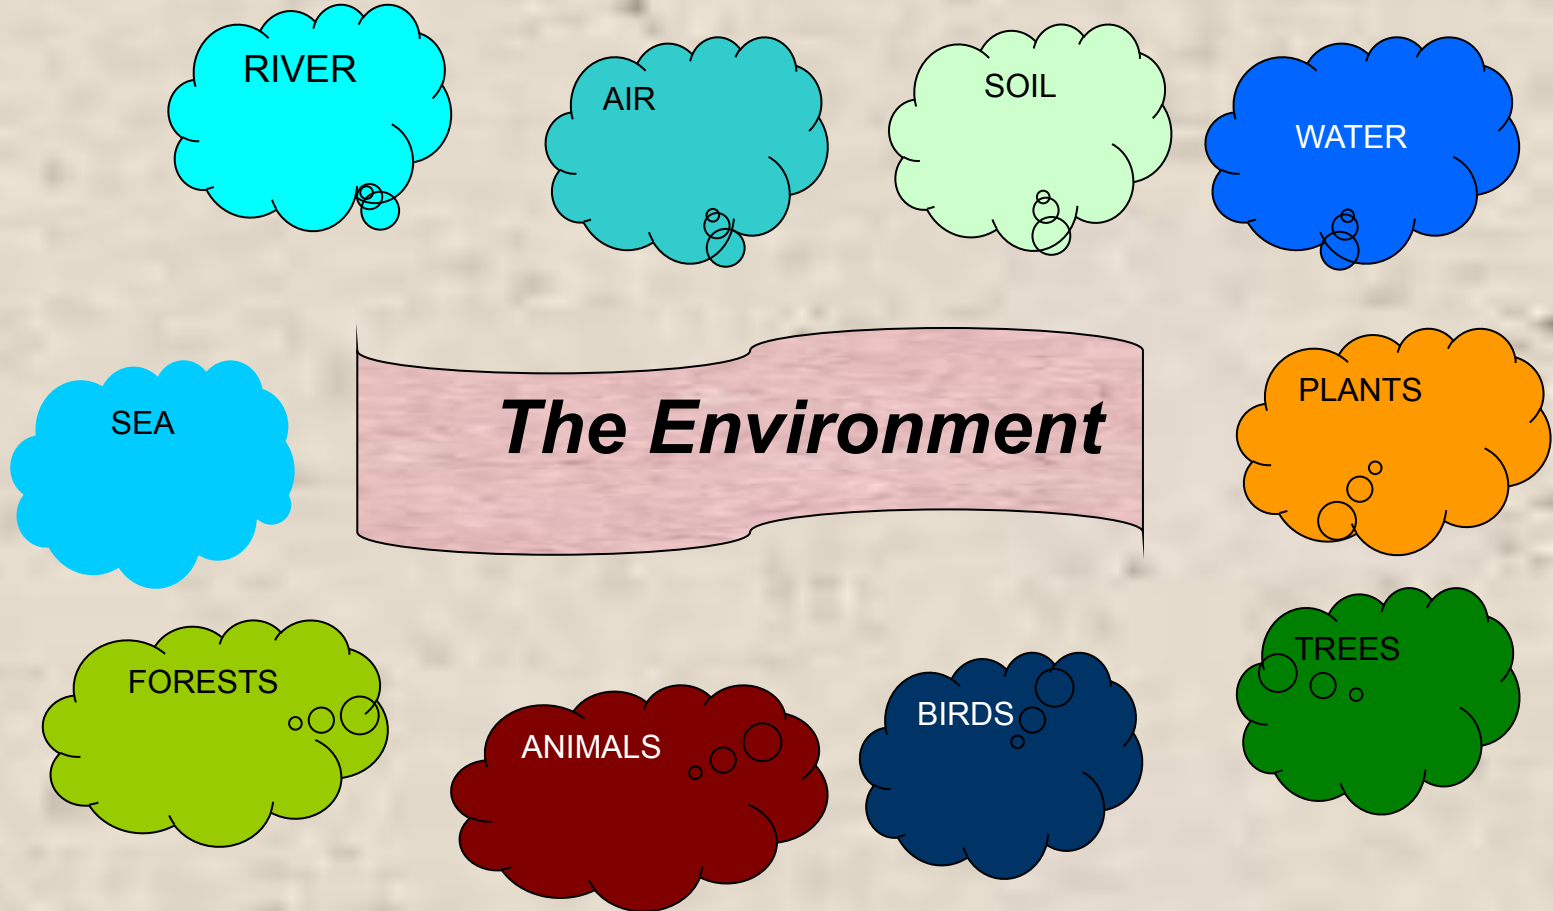 RIVER
AIR
SOIL
WATER
SEA
The Environment
PLANTS
FORESTS
ANIMALS
BIRDS
TREES